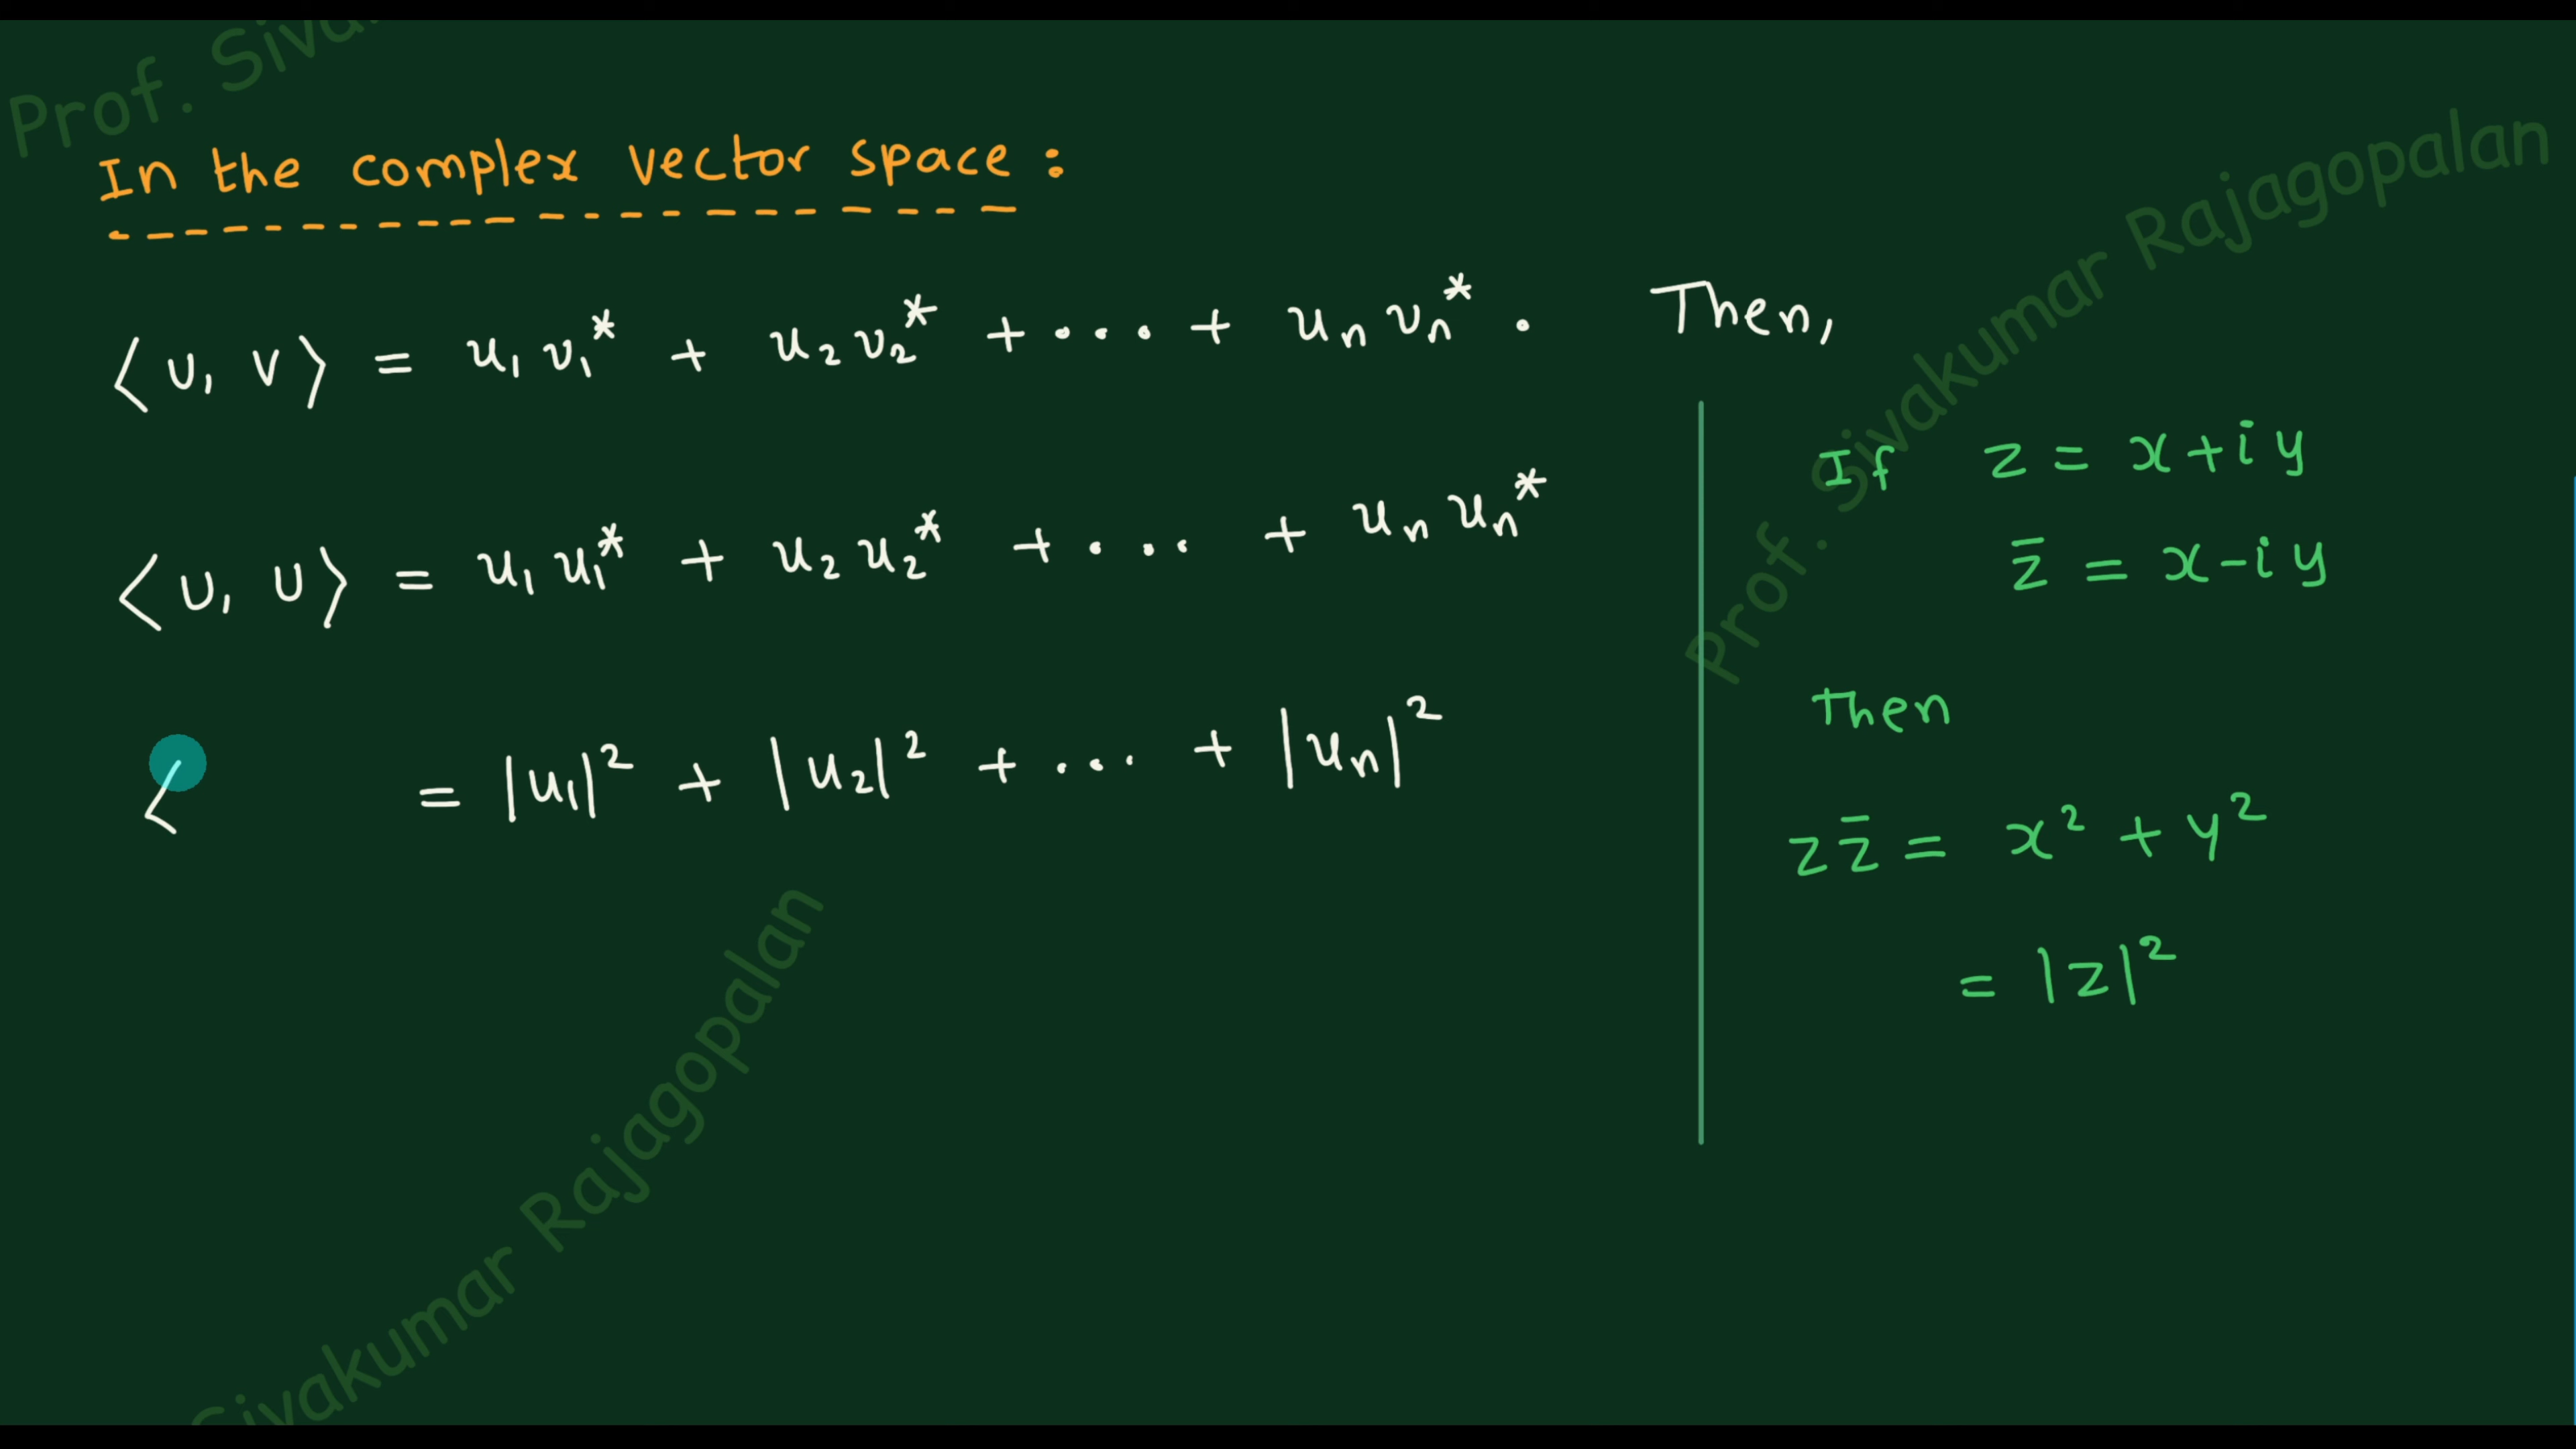 Prof. Siva
Prof. Sivakumar Rajagopalan
In the complex vector space :
⟨U, V⟩ = u₁v₁* + u₂v₂* + ... + uₙvₙ* . Then,
⟨U, U⟩ = u₁u₁* + u₂u₂* + ... + uₙuₙ*
⟨ = |u₁|² + |u₂|² + ... + |uₙ|²
If z = x+iy
z̄ = x-iy
Then
zz̄ = x² + y²
= |z|²
Sivakumar Rajagopalan